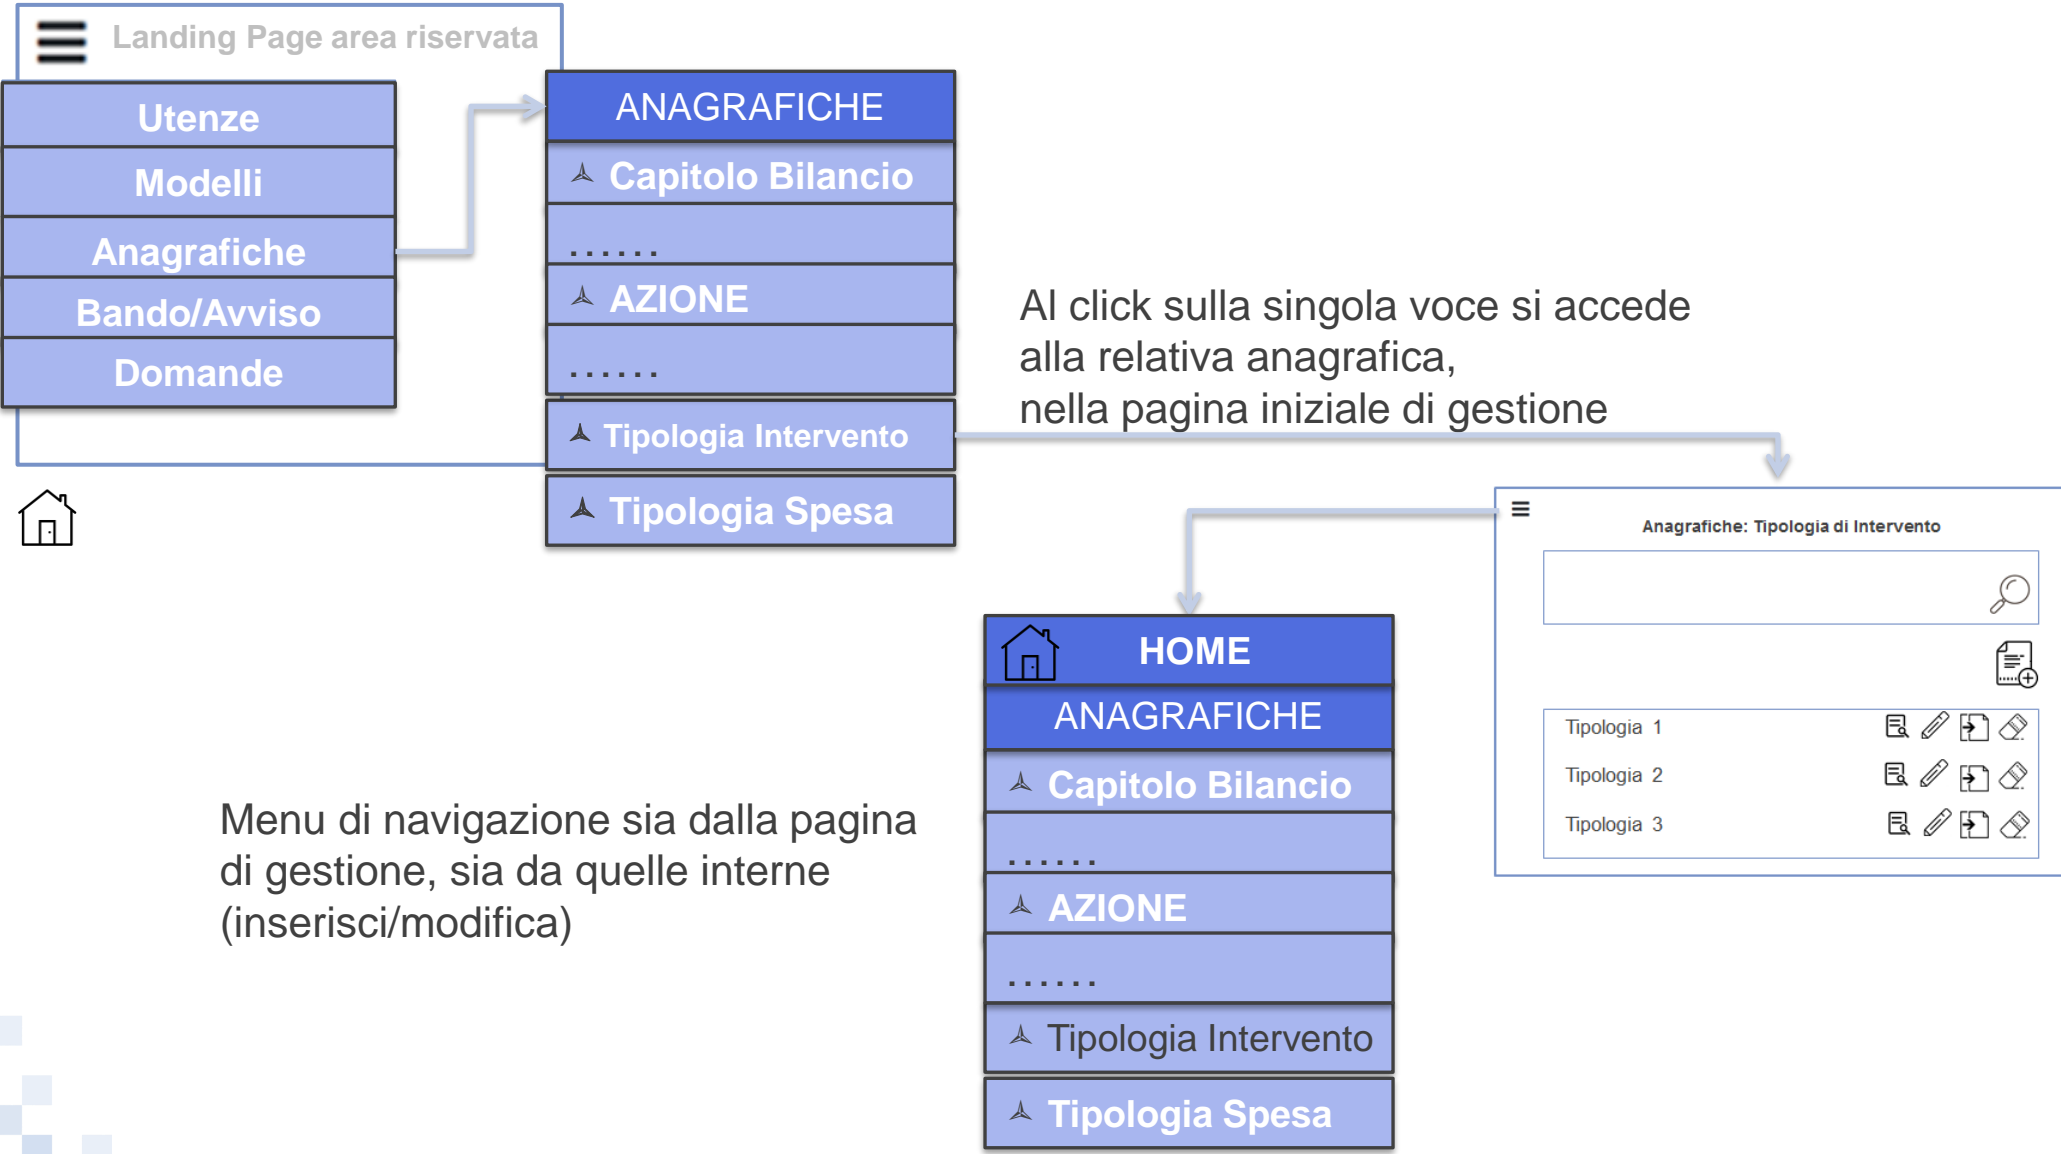 Landing Page area riservata
Utenze
Modelli
Anagrafiche
Bando/Avviso
Domande
ANAGRAFICHE
Capitolo Bilancio
......
AZIONE
......
Tipologia Intervento
Tipologia Spesa
Al click sulla singola voce si accede
alla relativa anagrafica,
nella pagina iniziale di gestione
Anagrafiche: Tipologia di Intervento
Tipologia 1
Tipologia 2
Tipologia 3
Menu di navigazione sia dalla pagina
di gestione, sia da quelle interne
(inserisci/modifica)
HOME
ANAGRAFICHE
Capitolo Bilancio
......
AZIONE
......
Tipologia Intervento
Tipologia Spesa